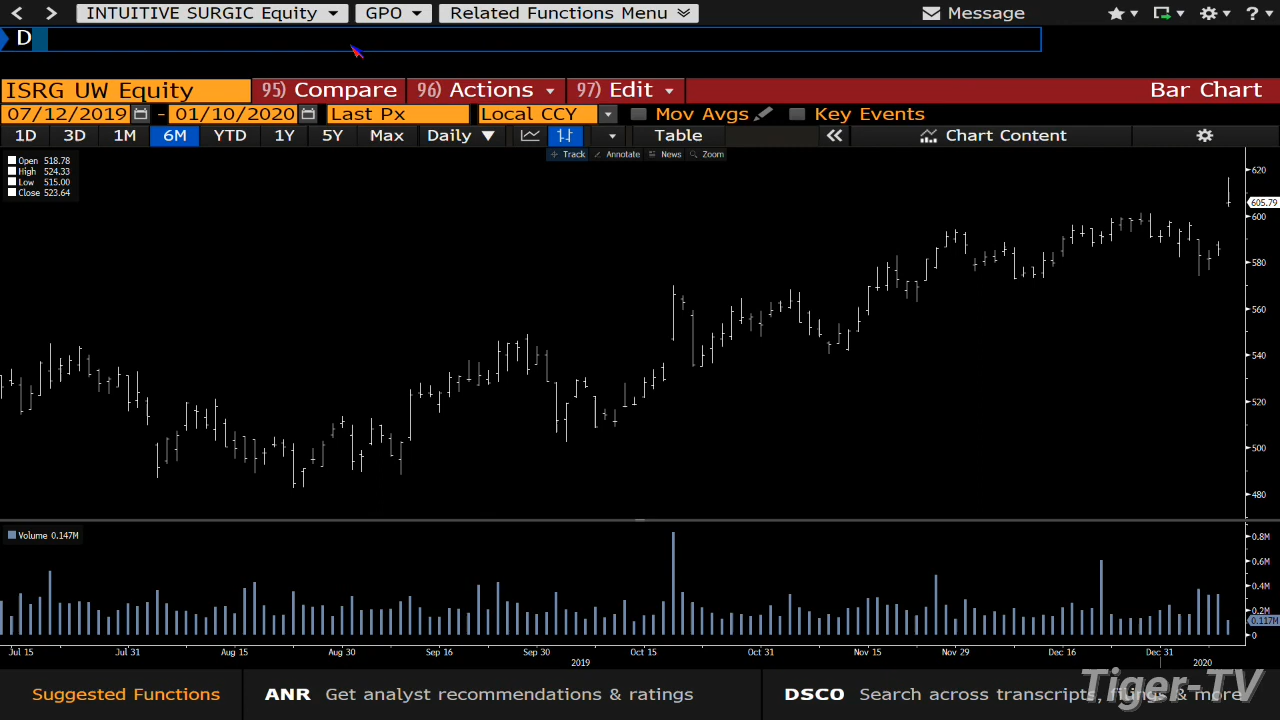 INTUITIVE SURGIC Equity GPO Related Functions Menu Message ?
D
ISRG UW Equity 95) Compare 96) Actions 97) Edit Bar Chart
07/12/2019 - 01/10/2020 Last Px Local CCY Mov Avgs Key Events
1D 3D 1M 6M YTD 1Y 5Y Max Daily Table Chart Content
Track Annotate News Zoom
Open 518.78
High 524.33
Low 515.00
Close 523.64
620
605.79
600
580
560
540
520
500
480
Volume 0.147M
0.8M
0.6M
0.4M
0.2M
0.117M
0
Jul 15 Jul 31 Aug 15 Aug 30 Sep 16 Sep 30 Oct 15 Oct 31 Nov 15 Nov 29 Dec 16 Dec 31
2019 2020
Suggested Functions ANR Get analyst recommendations & ratings DSCO Search across transcripts, filings & more
Tiger-TV